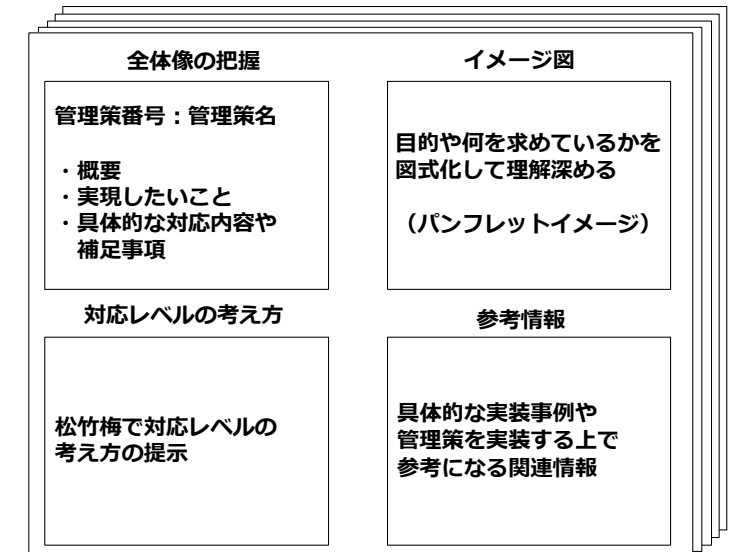 全体像の把握
管理策番号：管理策名
・概要
・実現したいこと
・具体的な対応内容や
補足事項
イメージ図
目的や何を求めているかを
図式化して理解深める
（パンフレットイメージ）
対応レベルの考え方
松竹梅で対応レベルの
考え方の提示
参考情報
具体的な実装事例や
管理策を実装する上で
参考になる関連情報